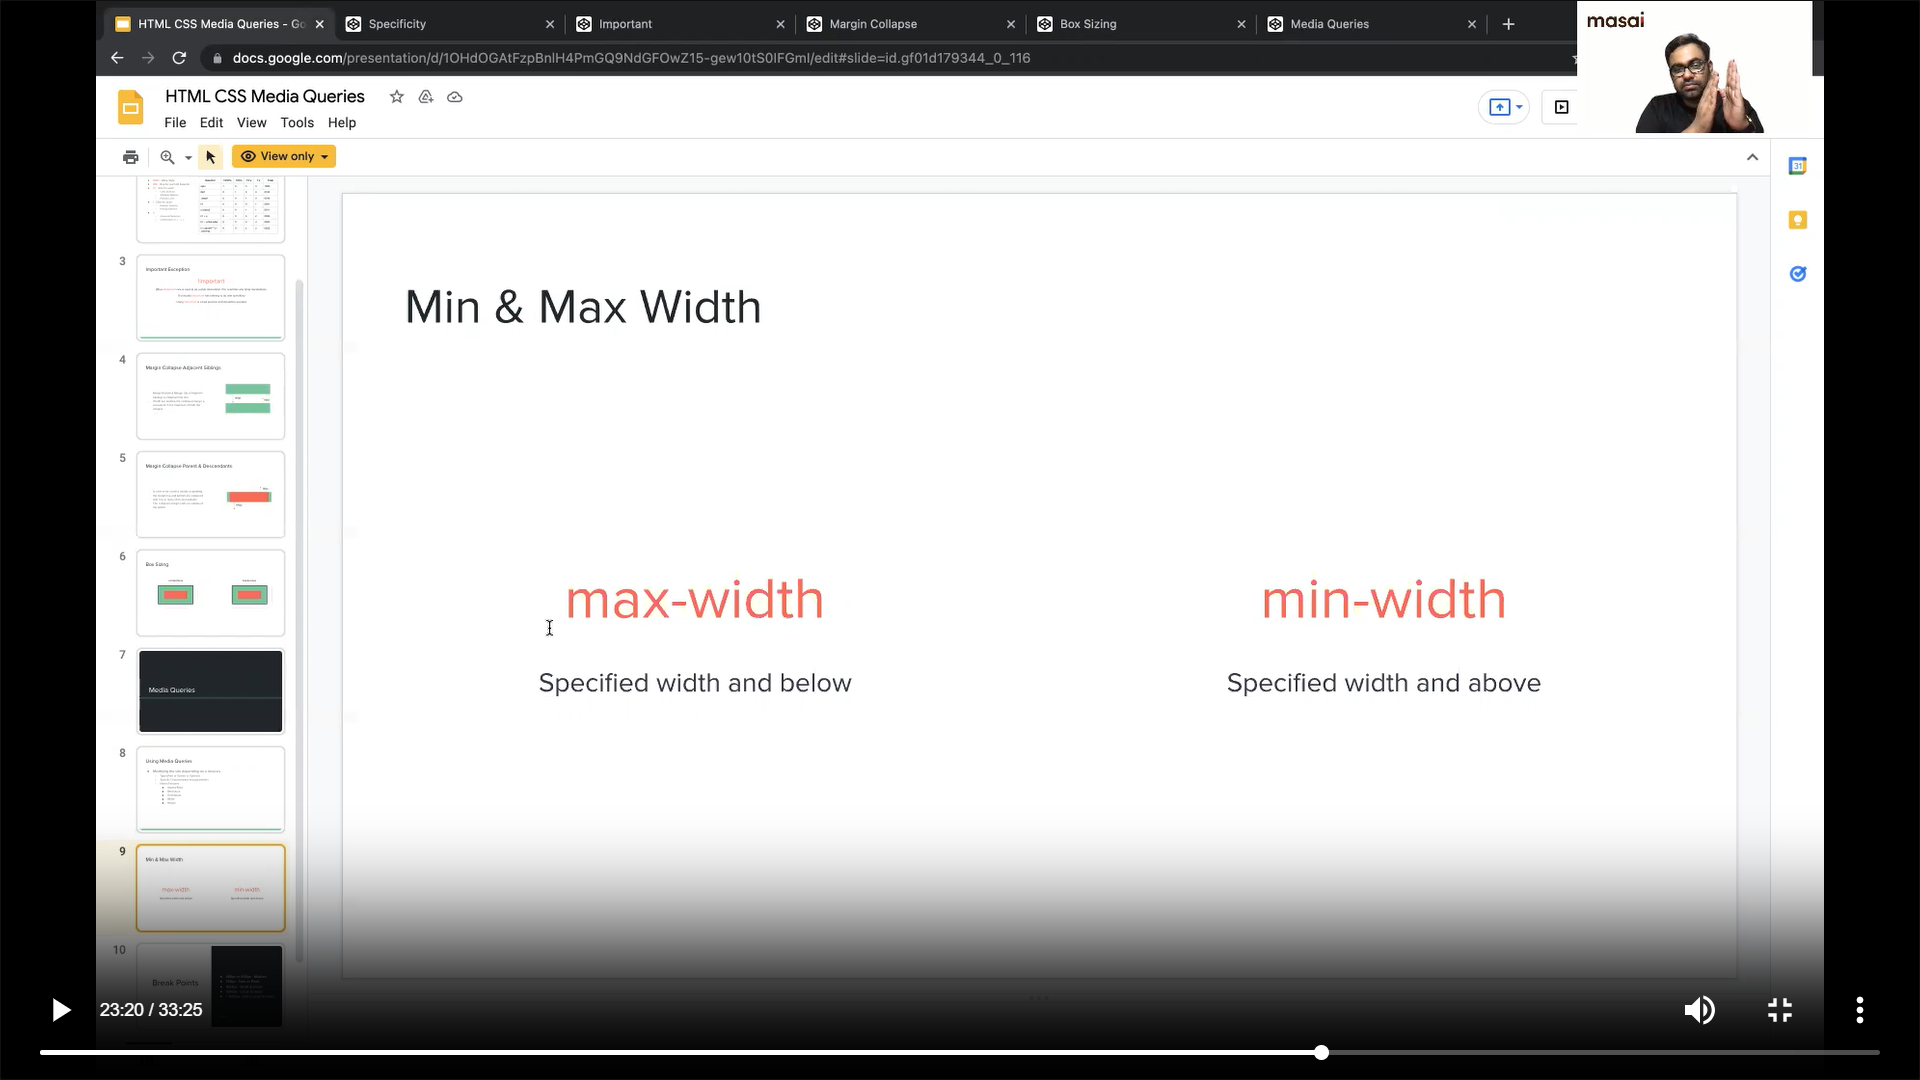 HTML CSS Media Queries - Go
Specificity
Important
Margin Collapse
Box Sizing
Media Queries
masai
docs.google.com/presentation/d/1OHdOGAtFzpBnlH4PmGQ9NdGFOwZ15-gew10tS0lFGmI/edit#slide=id.gf01d179344_0_116
HTML CSS Media Queries
File Edit View Tools Help
View only
31
3
Important Exception
!important
4
Margin Collapse Adjacent Siblings
5
Margin Collapse Parent & Descendants
6
Box Sizing
7
Media Queries
8
Using Media Queries
9
Min & Max Width
max-width
min-width
10
Break Points
Min & Max Width
max-width
min-width
Specified width and below
Specified width and above
23:20 / 33:25